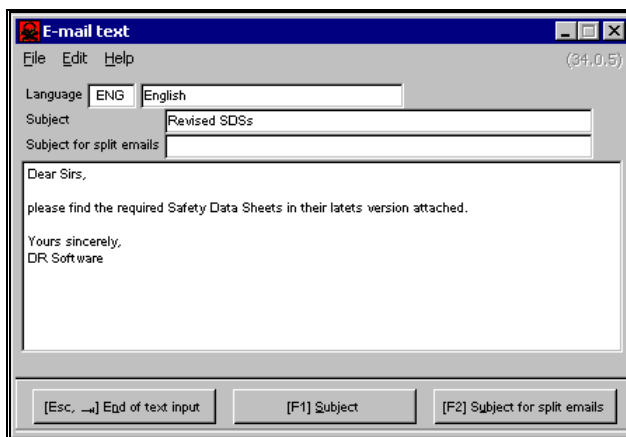 E-mail text
File Edit Help (34,0,5)
Language ENG English
Subject Revised SDSs
Subject for split emails
Dear Sirs,
please find the required Safety Data Sheets in their latets version attached.
Yours sincerely,
DR Software
[Esc, →] End of text input [F1] Subject [F2] Subject for split emails